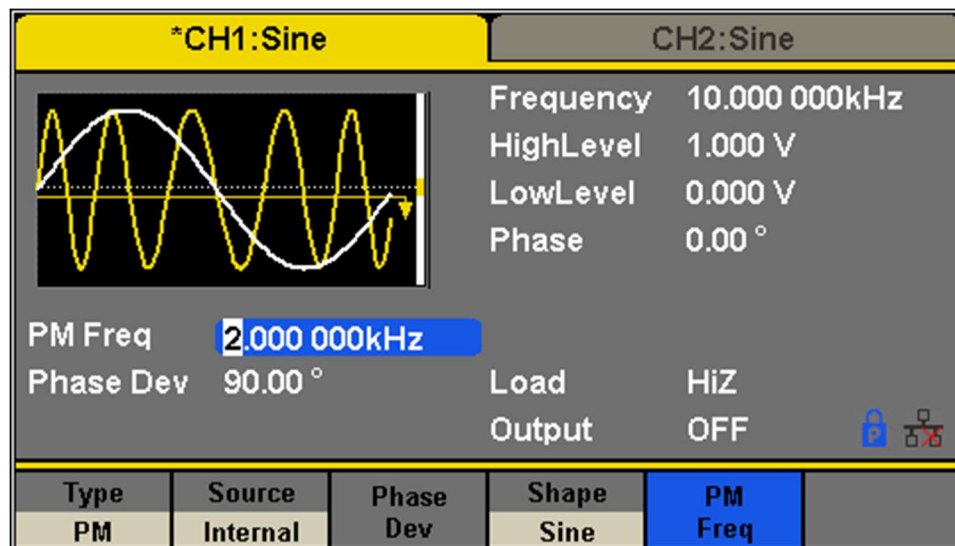 *CH1:Sine
CH2:Sine
Frequency 10.000 000kHz
HighLevel 1.000 V
LowLevel 0.000 V
Phase 0.00 °
PM Freq 2.000 000kHz
Phase Dev 90.00 °
Load HiZ
Output OFF
P
Type
PM
Source
Internal
Phase
Dev
Shape
Sine
PM
Freq